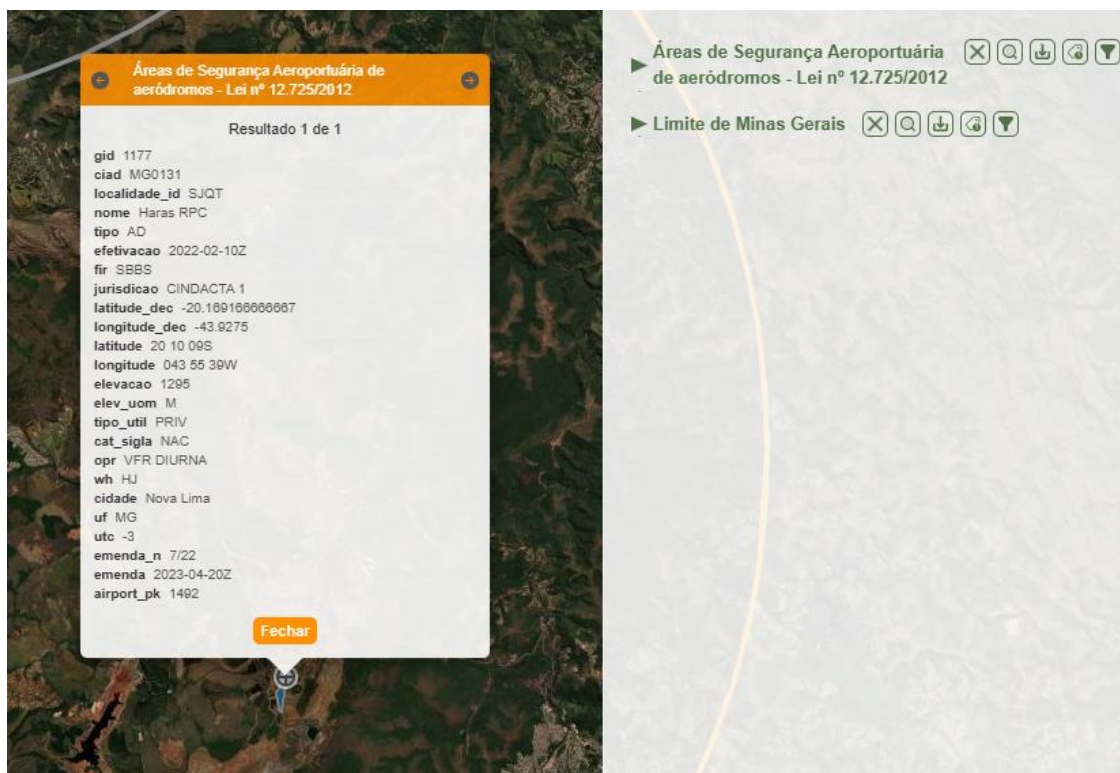 Áreas de Segurança Aeroportuária de
aeródromos - Lei nº 12.725/2012
Resultado 1 de 1
gid 1177
ciad MG0131
localidade_id SJQT
nome Haras RPC
tipo AD
efetivacao 2022-02-10Z
fir SBBS
jurisdicao CINDACTA 1
latitude_dec -20.169166666667
longitude_dec -43.9275
latitude 20 10 09S
longitude 043 55 39W
elevacao 1295
elev_uom M
tipo_util PRIV
cat_sigla NAC
opr VFR DIURNA
wh HJ
cidade Nova Lima
uf MG
utc -3
emenda_n 7/22
emenda 2023-04-20Z
airport_pk 1492
Fechar
Áreas de Segurança Aeroportuária
de aeródromos - Lei nº 12.725/2012
Limite de Minas Gerais